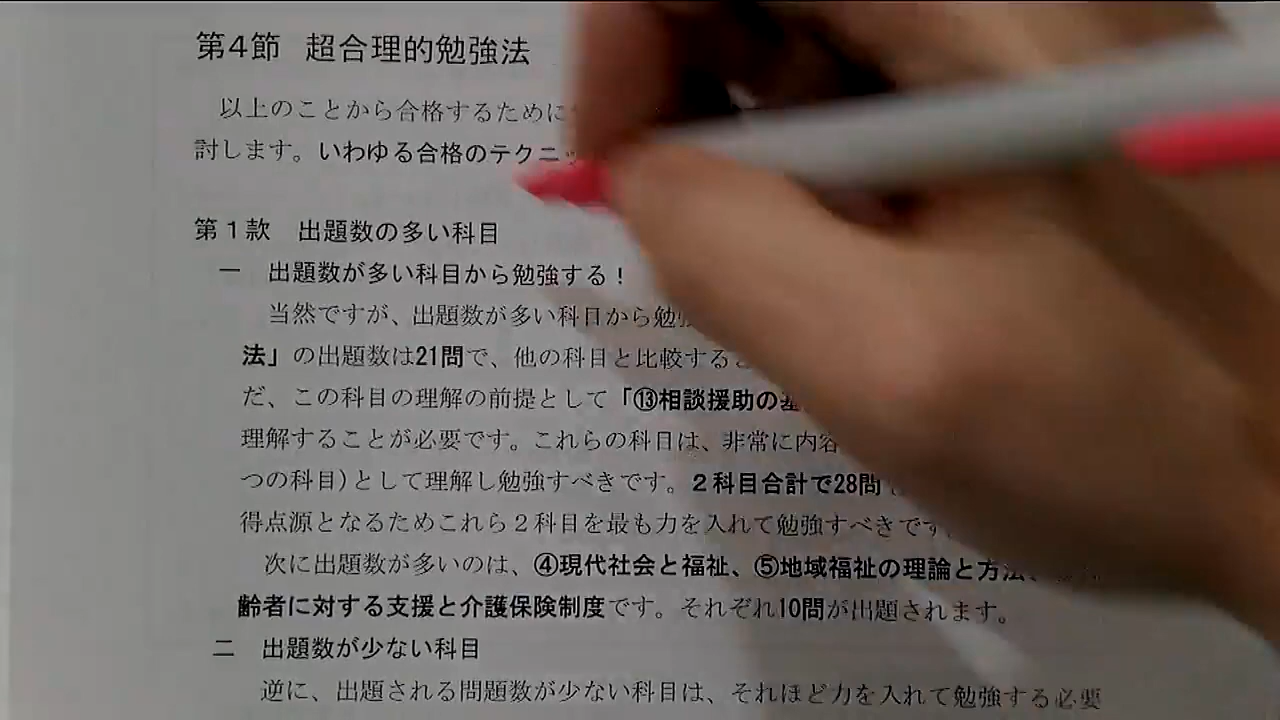 第4節 超合理的勉強法
以上のことから合格するために
討します。いわゆる合格のテクニッ
第1款 出題数の多い科目
一 出題数が多い科目から勉強する！
当然ですが、出題数が多い科目から勉強
法」の出題数は21問で、他の科目と比較するこ
だ、この科目の理解の前提として「⑬相談援助の基
理解することが必要です。これらの科目は、非常に内容
つの科目)として理解し勉強すべきです。２科目合計で28問
得点源となるためこれら２科目を最も力を入れて勉強すべきです。
次に出題数が多いのは、④現代社会と福祉、⑤地域福祉の理論と方法、
齢者に対する支援と介護保険制度です。それぞれ10問が出題されます。
二 出題数が少ない科目
逆に、出題される問題数が少ない科目は、それほど力を入れて勉強する必要